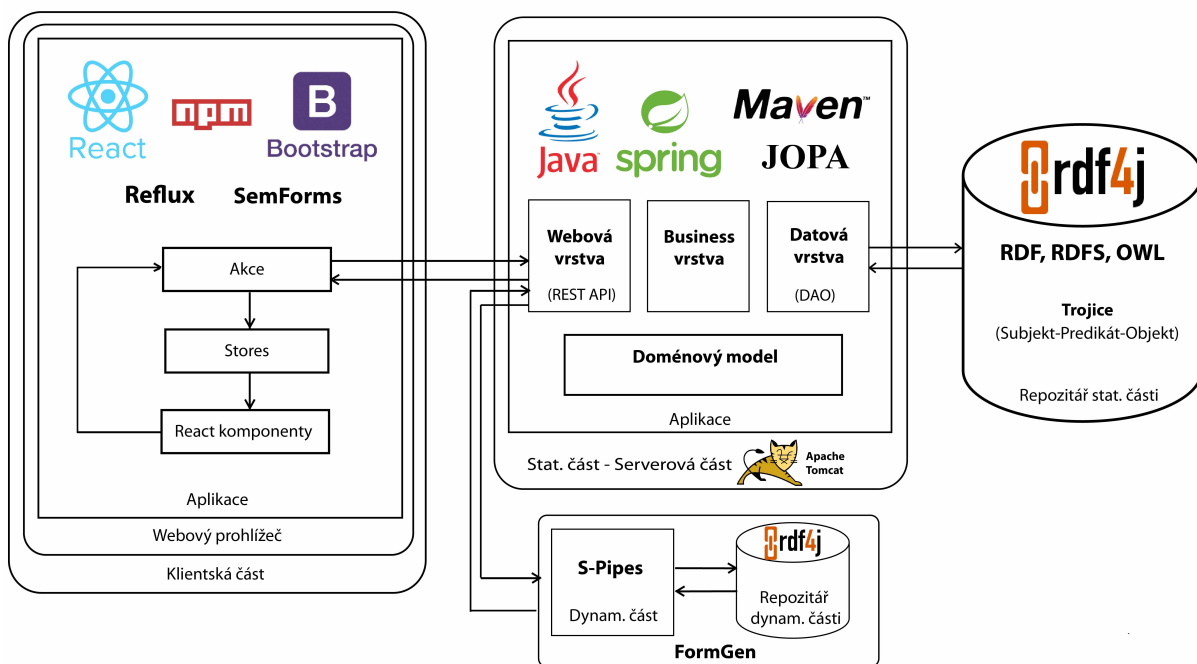 React
npm
Bootstrap
Reflux
SemForms
Akce
Stores
React komponenty
Aplikace
Webový prohlížeč
Klientská část
Java
spring
Maven™
JOPA
Webová
vrstva
(REST API)
Business
vrstva
Datová
vrstva
(DAO)
Doménový model
Aplikace
Stat. část - Serverová část
Apache
Tomcat
rdf4j
RDF, RDFS, OWL
Trojice
(Subjekt-Predikát-Objekt)
Repozitář stat. části
S-Pipes
Dynam. část
rdf4j
Repozitář
dynam. části
FormGen